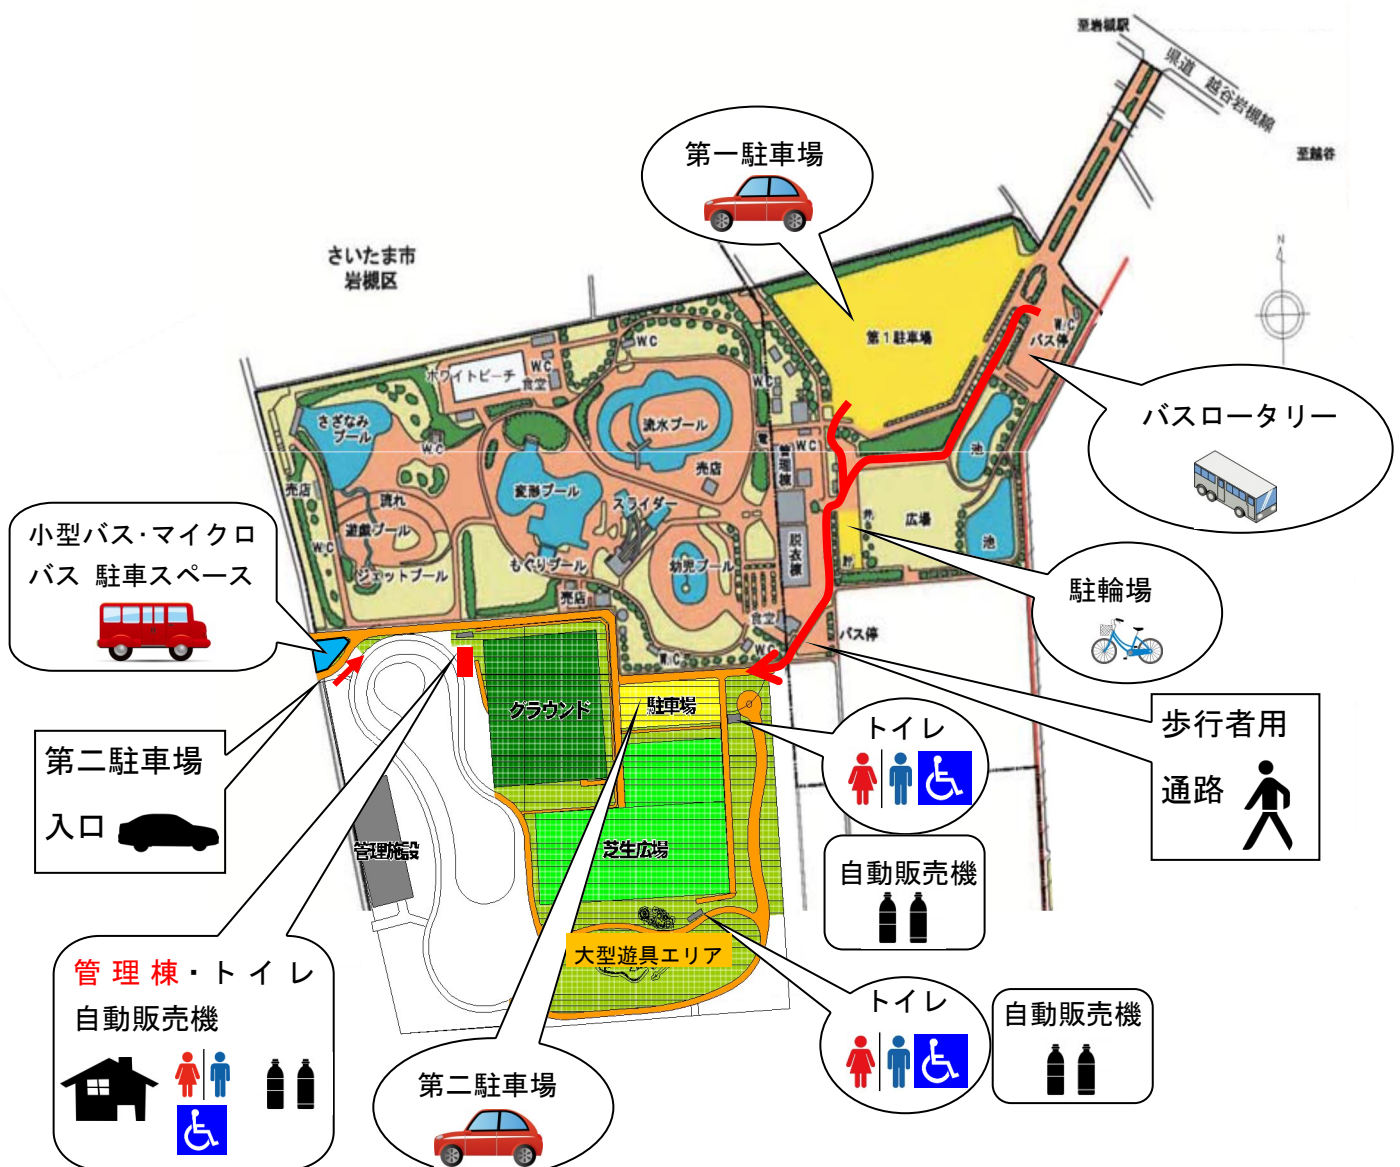 至岩槻駅
県道 越谷岩槻線
至越谷
第一駐車場
さいたま市
岩槻区
N
第1駐車場
W.C
バス停
バスロータリー
W.C
ホワイトビーチ
W.C
食堂
W.C
さざなみ
プール
流水プール
W.C
管理棟
W.C
池
売店
売店
変形プール
スライダー
流れ
遊戯プール
広場
池
小型バス・マイクロ
バス 駐車スペース
W.C
ジェットプール
もぐりプール
幼児プール
脱衣棟
駐輪場
売店
食堂
バス停
W.C
W.C
グラウンド
駐車場
トイレ
歩行者用
通路
第二駐車場
入口
管理施設
芝生広場
自動販売機
大型遊具エリア
管理棟・トイレ
自動販売機
トイレ
自動販売機
第二駐車場